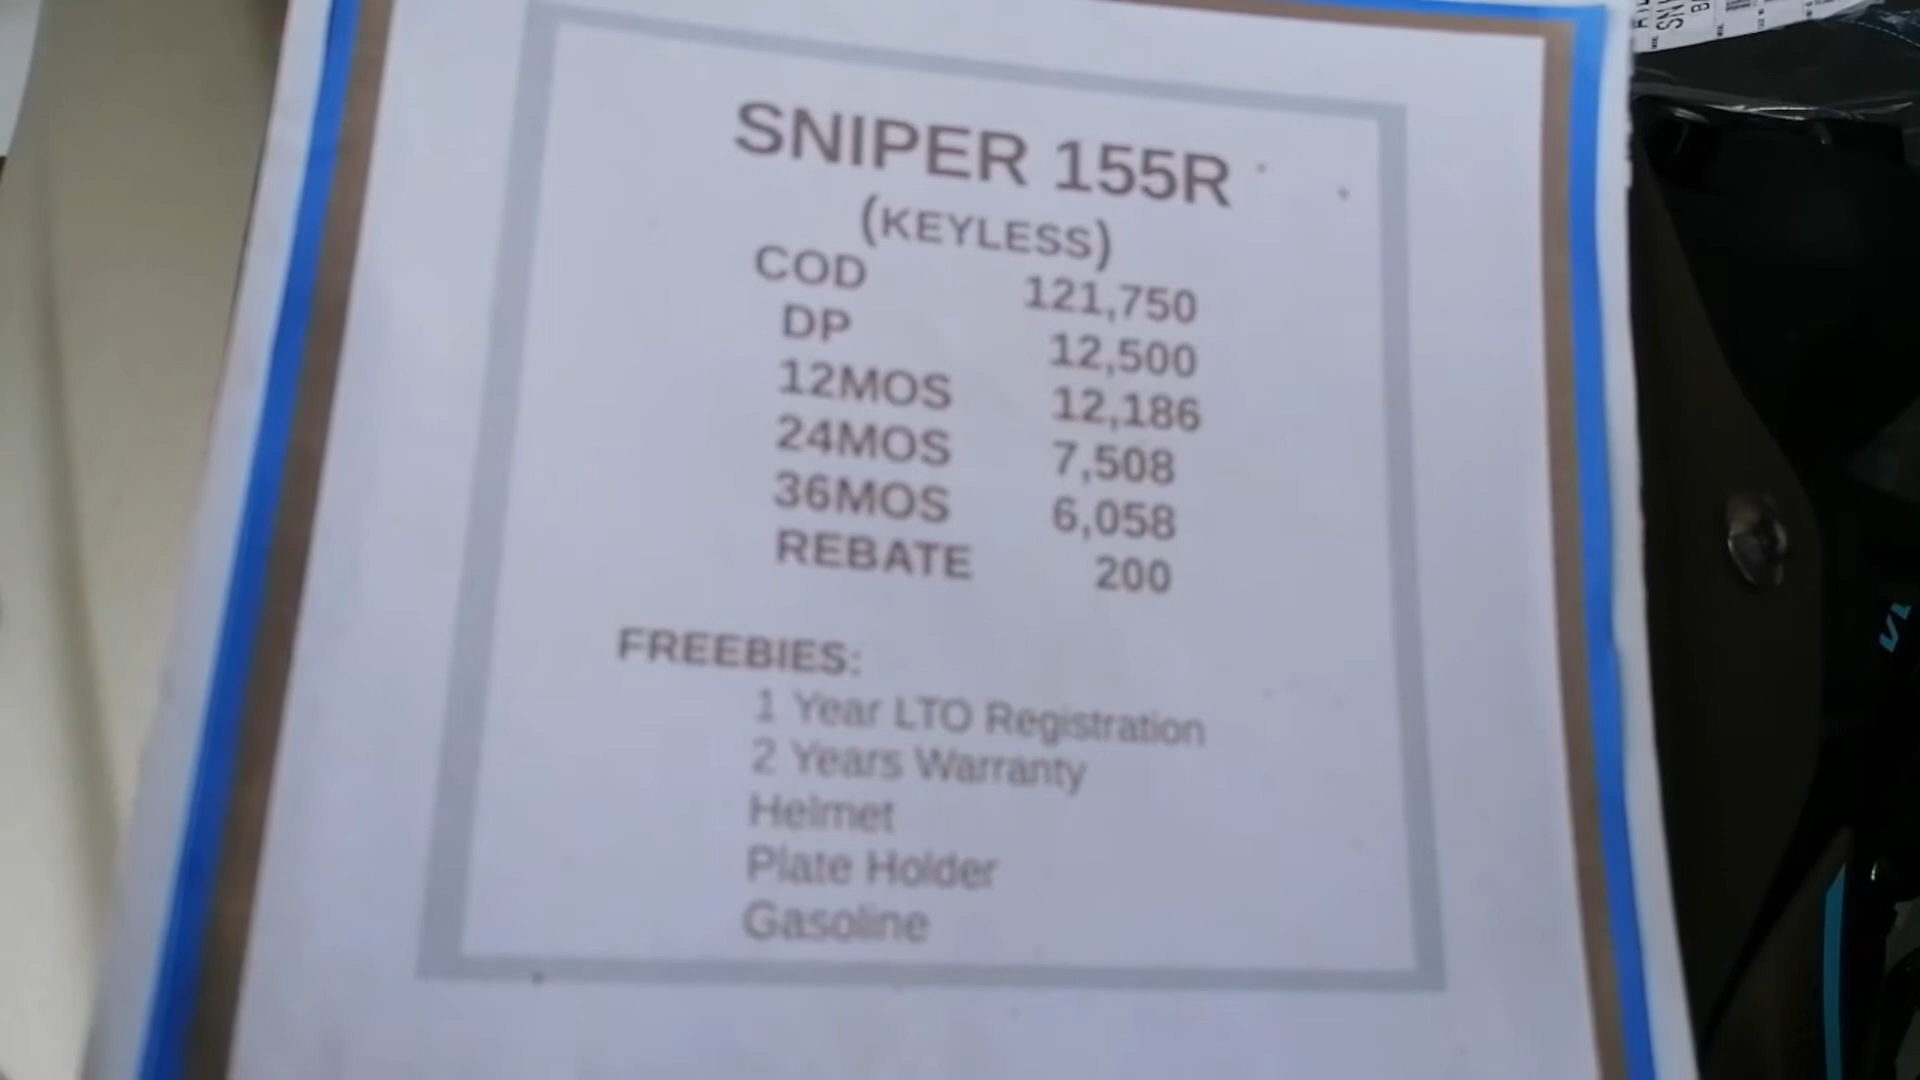 SNIPER 155R
(KEYLESS)
COD 121,750
DP 12,500
12MOS 12,186
24MOS 7,508
36MOS 6,058
REBATE 200
FREEBIES:
1 Year LTO Registration
2 Years Warranty
Helmet
Plate Holder
Gasoline